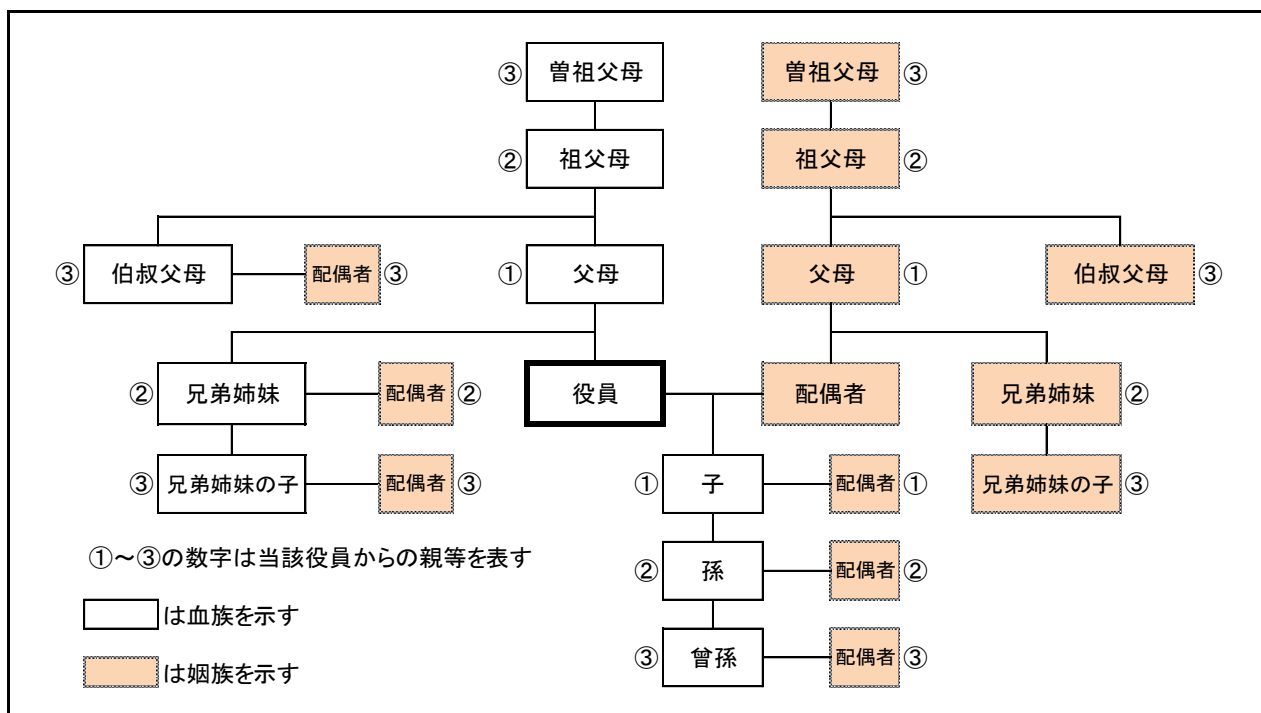 ③ 曽祖父母 曽祖父母 ③
② 祖父母 祖父母 ②
③ 伯叔父母 配偶者 ③ ① 父母 父母 ① 伯叔父母 ③
② 兄弟姉妹 配偶者 ② 役員 配偶者 兄弟姉妹 ②
③ 兄弟姉妹の子 配偶者 ③ ① 子 配偶者 ① 兄弟姉妹の子 ③
①～③の数字は当該役員からの親等を表す
② 孫 配偶者 ②
は血族を示す
③ 曾孫 配偶者 ③
は姻族を示す